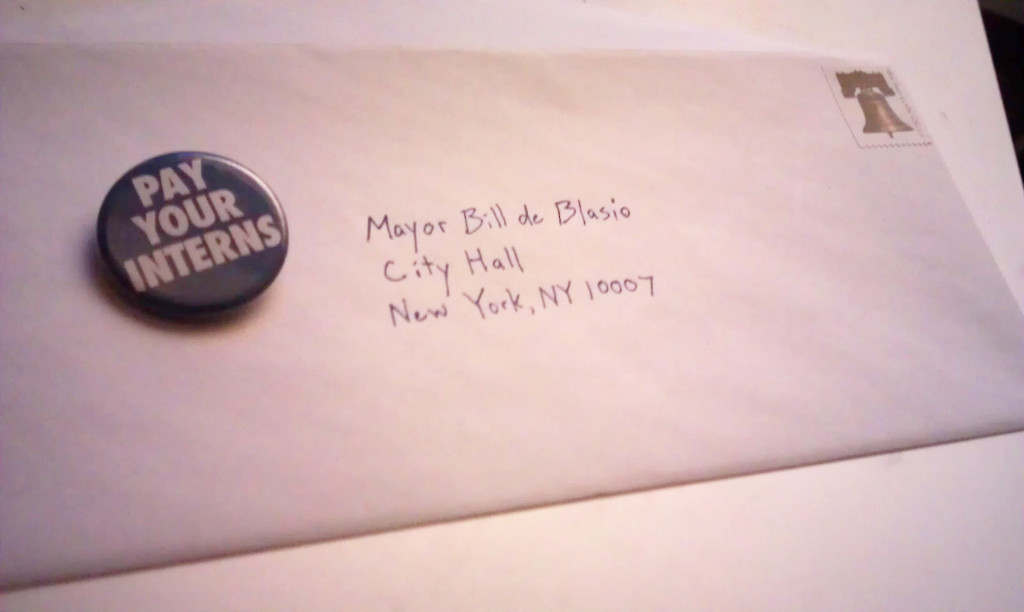 PAY
YOUR
INTERNS
Mayor Bill de Blasio
City Hall
New York, NY 10007